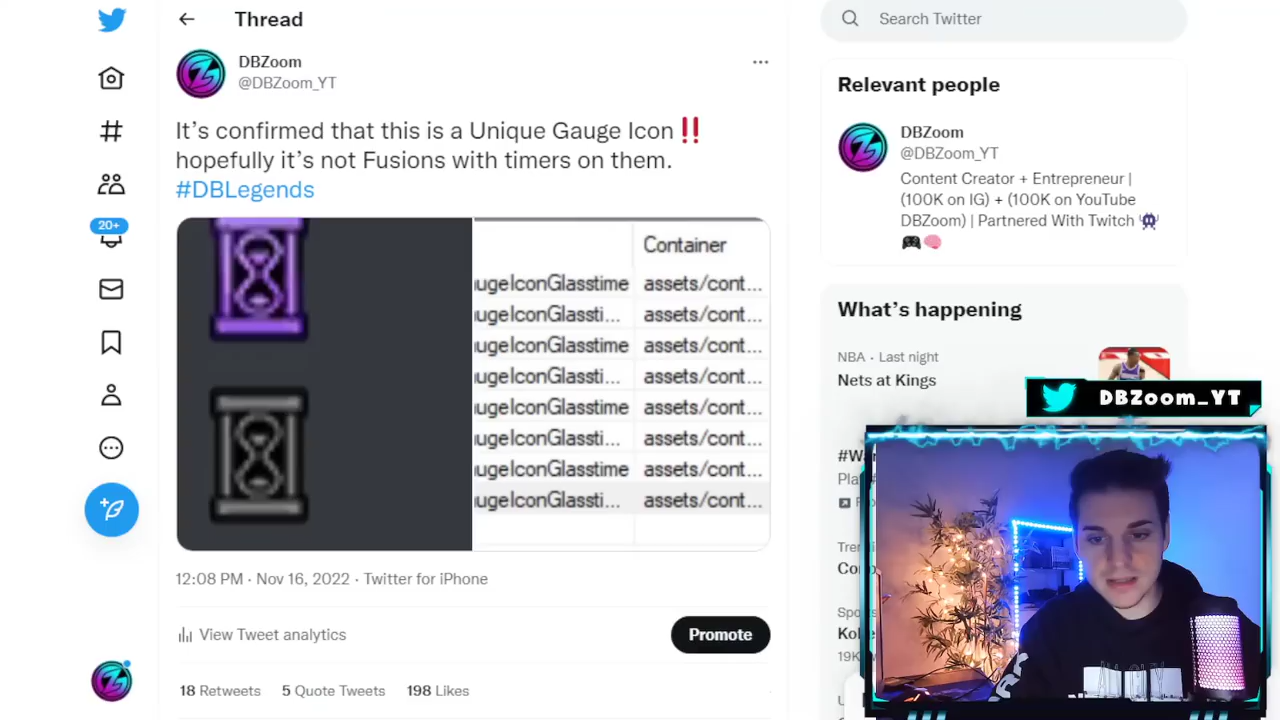 Thread
Search Twitter
DBZoom
@DBZoom_YT
It’s confirmed that this is a Unique Gauge Icon‼️
hopefully it’s not Fusions with timers on them.
#DBLegends
20+
Container
ugeIconGlasstime assets/cont...
ugeIconGlassti... assets/cont...
ugeIconGlasstime assets/cont...
ugeIconGlassti... assets/cont...
ugeIconGlasstime assets/cont...
ugeIconGlassti... assets/cont...
ugeIconGlasstime assets/cont...
ugeIconGlassti... assets/cont...
12:08 PM · Nov 16, 2022 · Twitter for iPhone
View Tweet analytics
Promote
18 Retweets 5 Quote Tweets 198 Likes
Relevant people
DBZoom
@DBZoom_YT
Content Creator + Entrepreneur |
(100K on IG) + (100K on YouTube
DBZoom) | Partnered With Twitch
What’s happening
NBA · Last night
Nets at Kings
DBZoom_YT